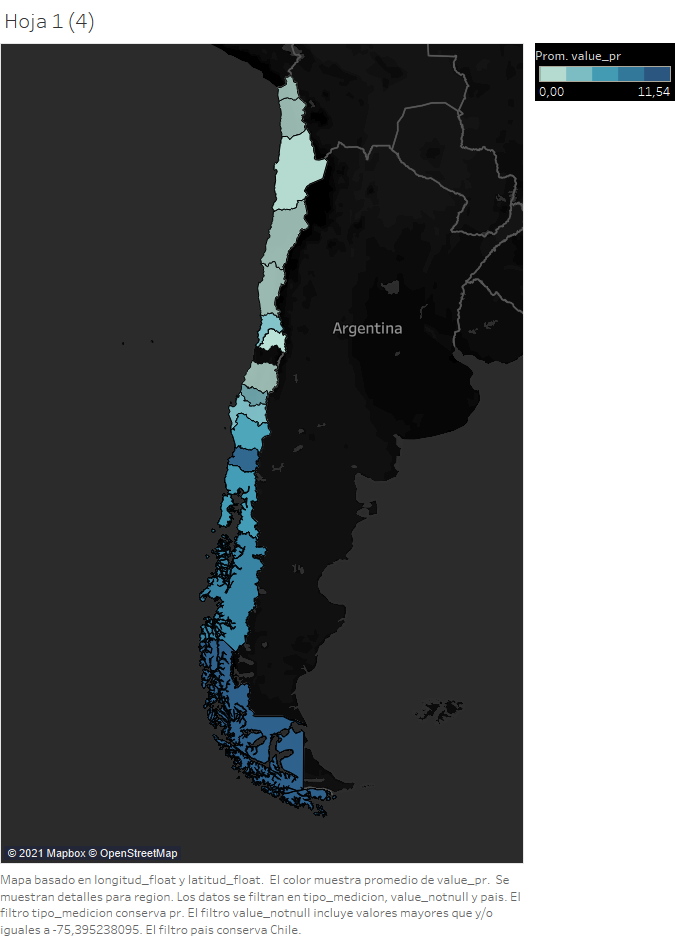 Hoja 1 (4)
Prom. value_pr
0,00 11,54
Argentina
© 2021 Mapbox © OpenStreetMap
Mapa basado en longitud_float y latitud_float.  El color muestra promedio de value_pr.  Se
muestran detalles para region. Los datos se filtran en tipo_medicion, value_notnull y pais. El
filtro tipo_medicion conserva pr. El filtro value_notnull incluye valores mayores que y/o
iguales a -75,395238095. El filtro pais conserva Chile.